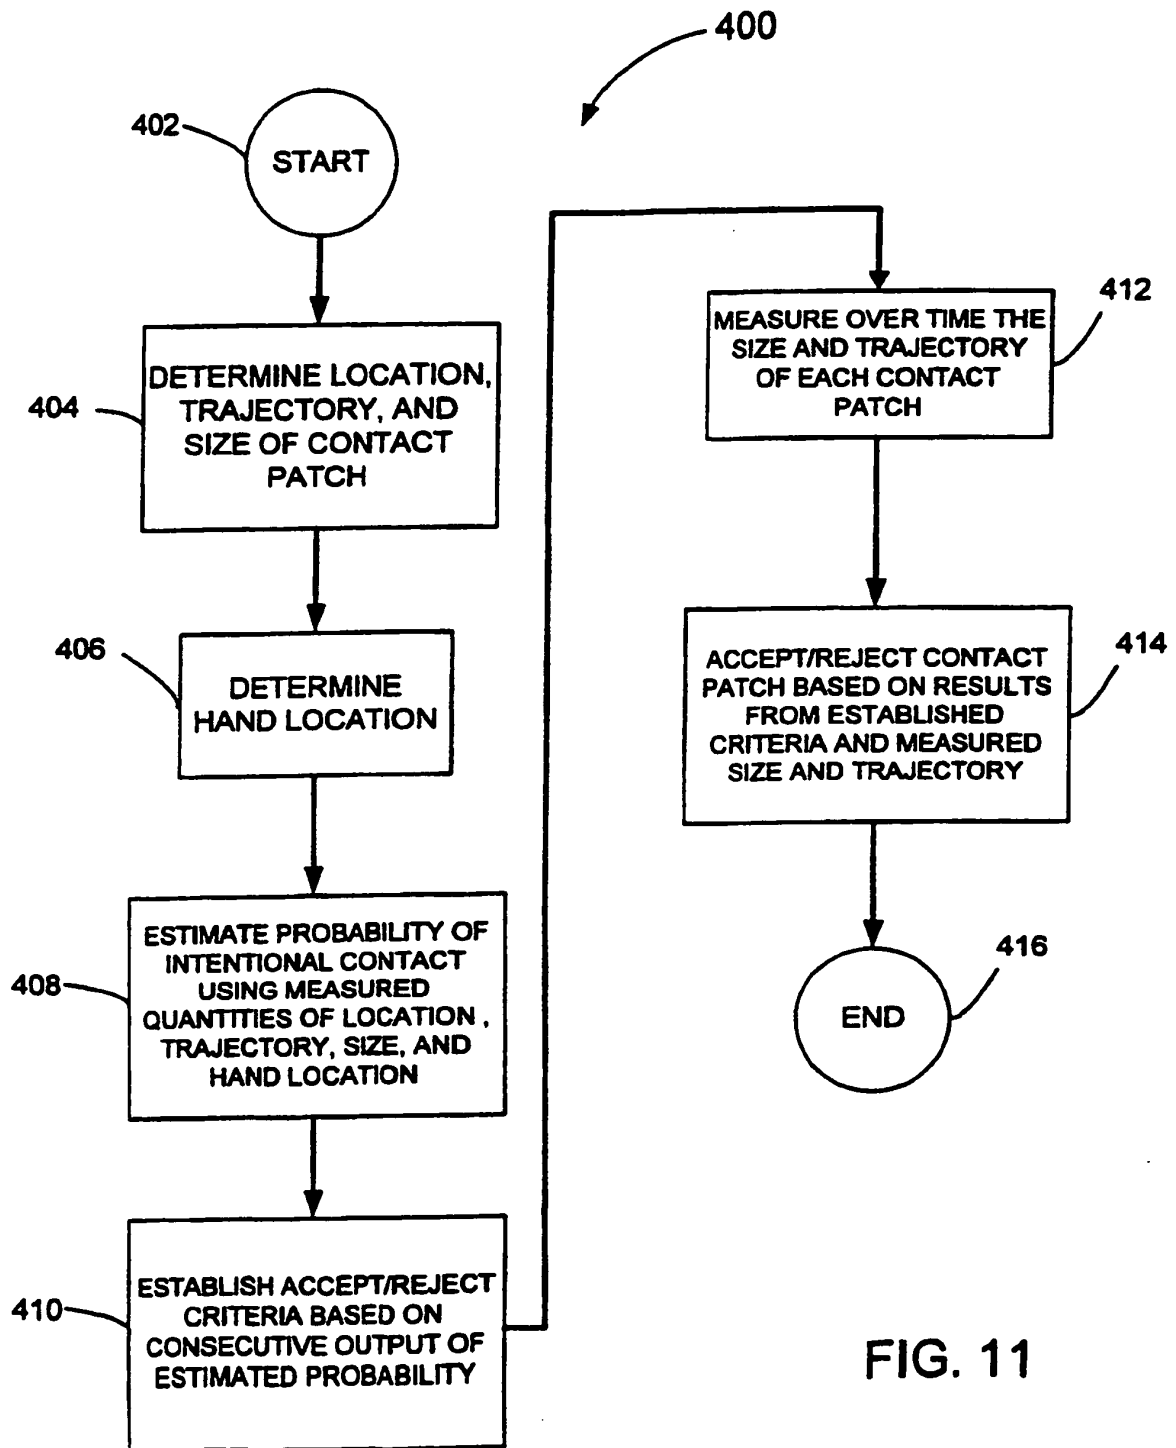 400
402
START
404
DETERMINE LOCATION,
TRAJECTORY, AND
SIZE OF CONTACT
PATCH
406
DETERMINE
HAND LOCATION
408
ESTIMATE PROBABILITY OF
INTENTIONAL CONTACT
USING MEASURED
QUANTITIES OF LOCATION ,
TRAJECTORY, SIZE, AND
HAND LOCATION
410
ESTABLISH ACCEPT/REJECT
CRITERIA BASED ON
CONSECUTIVE OUTPUT OF
ESTIMATED PROBABILITY
412
MEASURE OVER TIME THE
SIZE AND TRAJECTORY
OF EACH CONTACT
PATCH
414
ACCEPT/REJECT CONTACT
PATCH BASED ON RESULTS
FROM ESTABLISHED
CRITERIA AND MEASURED
SIZE AND TRAJECTORY
416
END
FIG. 11